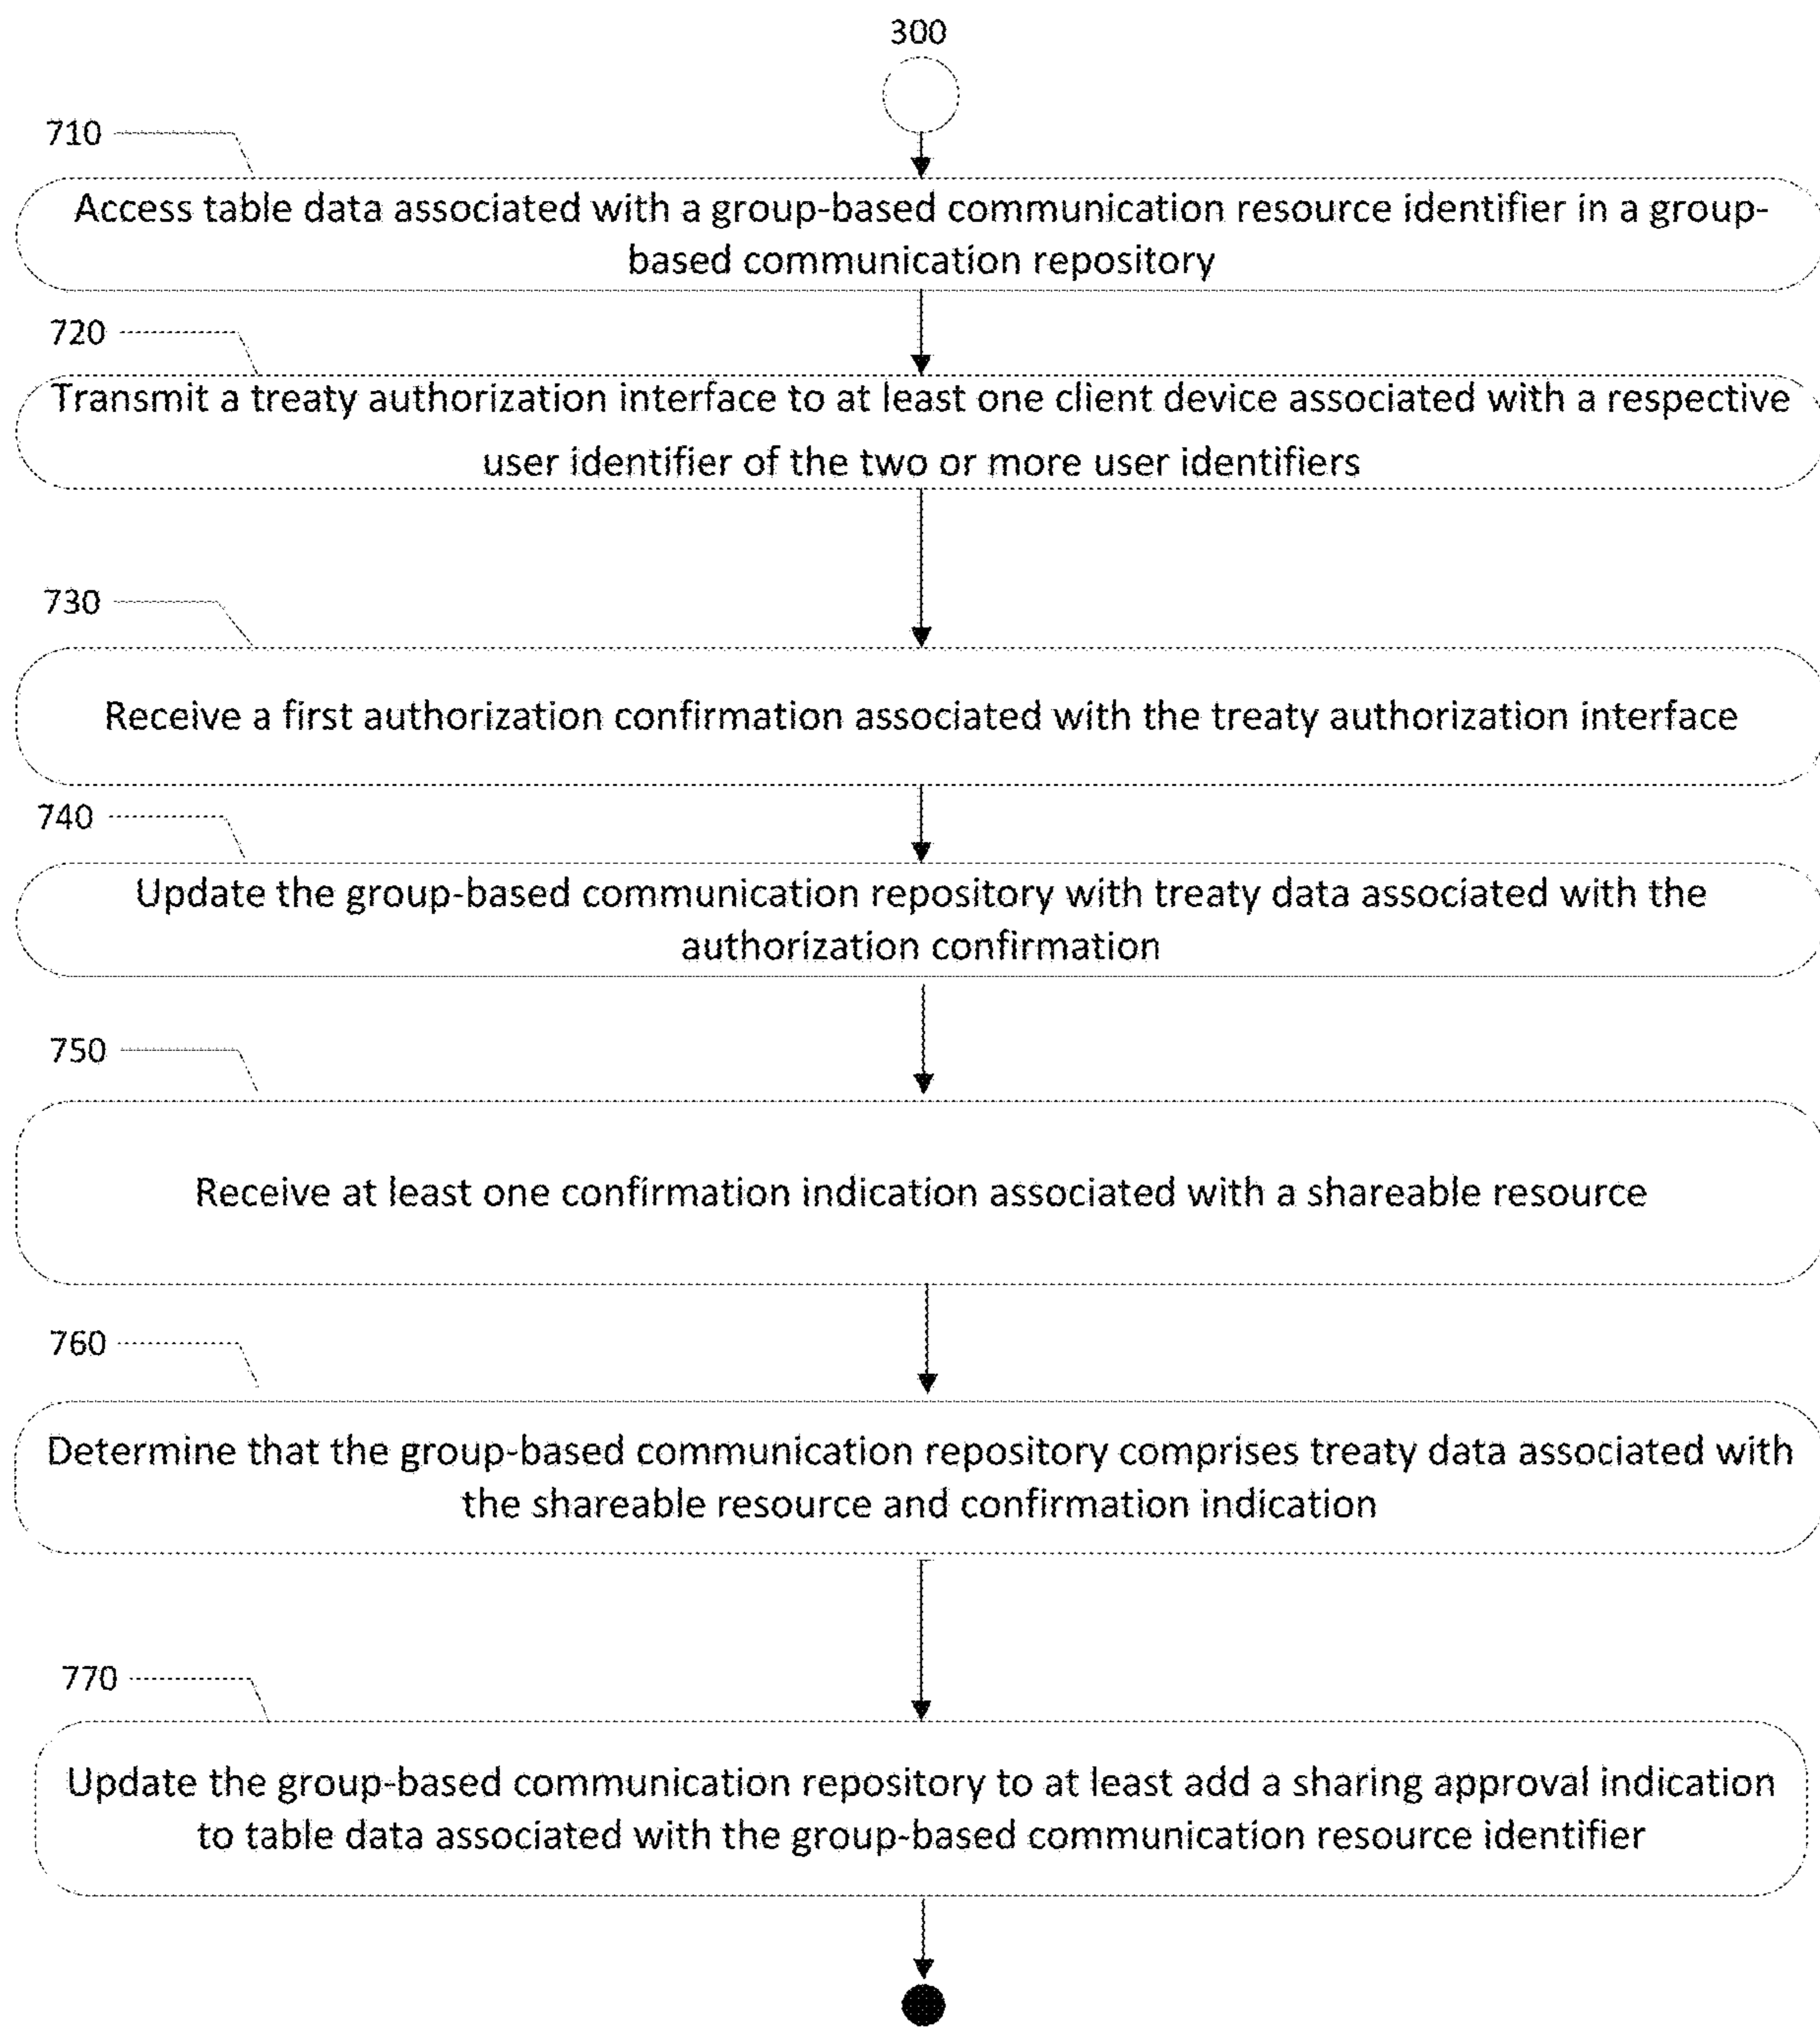 300
710
Access table data associated with a group-based communication resource identifier in a group-
based communication repository
720
Transmit a treaty authorization interface to at least one client device associated with a respective
user identifier of the two or more user identifiers
730
Receive a first authorization confirmation associated with the treaty authorization interface
740
Update the group-based communication repository with treaty data associated with the
authorization confirmation
750
Receive at least one confirmation indication associated with a shareable resource
760
Determine that the group-based communication repository comprises treaty data associated with
the shareable resource and confirmation indication
770
Update the group-based communication repository to at least add a sharing approval indication
to table data associated with the group-based communication resource identifier